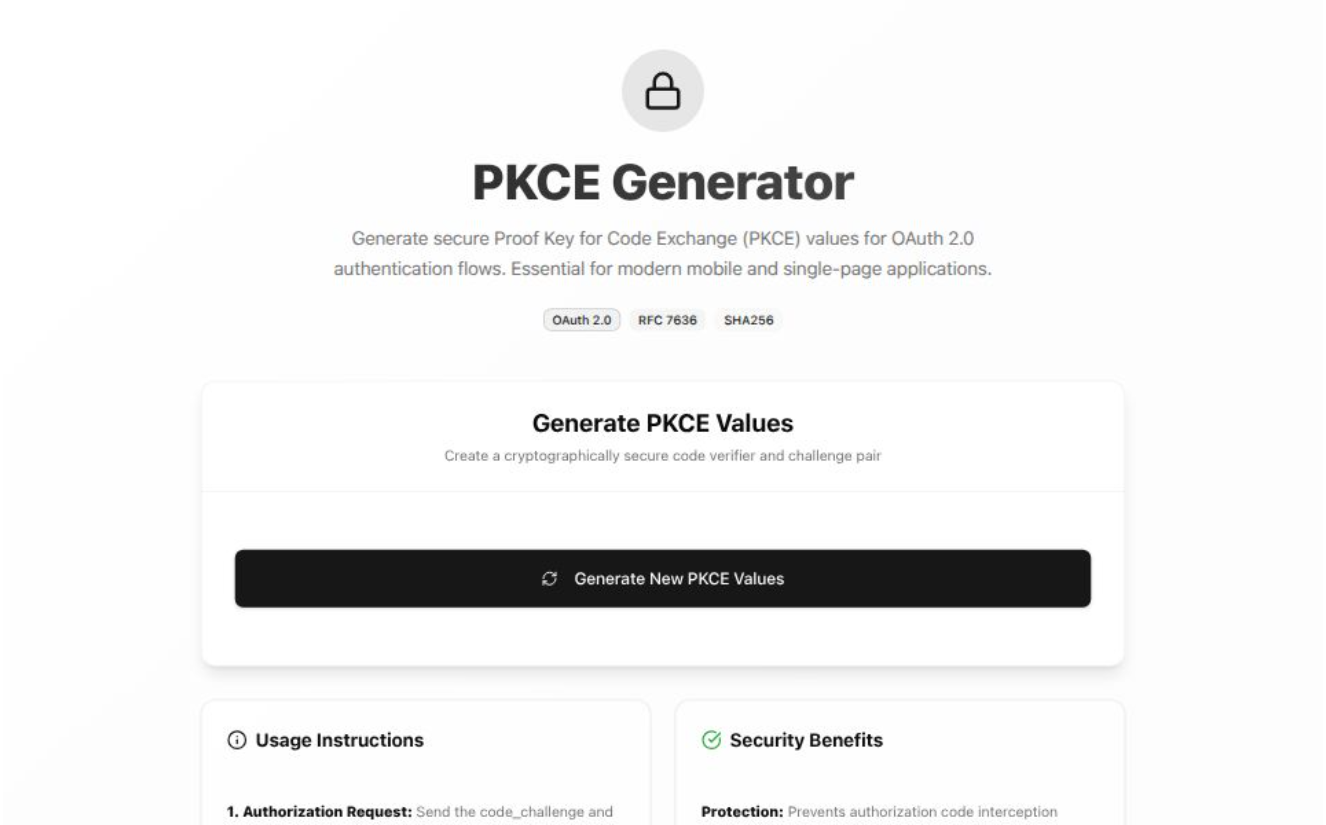 PKCE Generator
Generate secure Proof Key for Code Exchange (PKCE) values for OAuth 2.0
authentication flows. Essential for modern mobile and single-page applications.
OAuth 2.0 RFC 7636 SHA256
Generate PKCE Values
Create a cryptographically secure code verifier and challenge pair
Generate New PKCE Values
Usage Instructions
1. Authorization Request: Send the code_challenge and
Security Benefits
Protection: Prevents authorization code interception